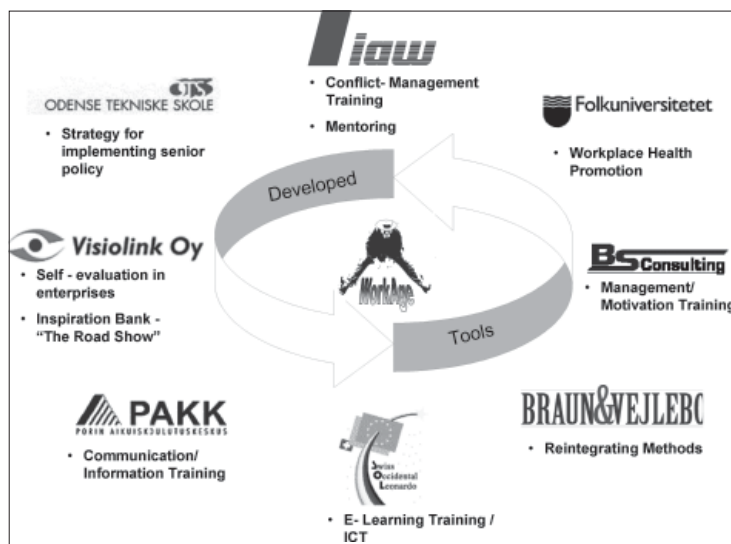 iaw
• Conflict- Management
Training
• Mentoring
OTS
ODENSE TEKNISKE SKOLE
• Strategy for
implementing senior
policy
Folkuniversitetet
• Workplace Health
Promotion
Developed
Visiolink Oy
• Self - evaluation in
enterprises
• Inspiration Bank -
“The Road Show”
WorkAge
BS Consulting
• Management/
Motivation Training
Tools
PAKK
PORIN AIKUISKOULUTUSKESKUS
• Communication/
Information Training
Swiss
Occidental
Leonardo
• E- Learning Training /
ICT
BRAUN&VEJLEBO
• Reintegrating Methods